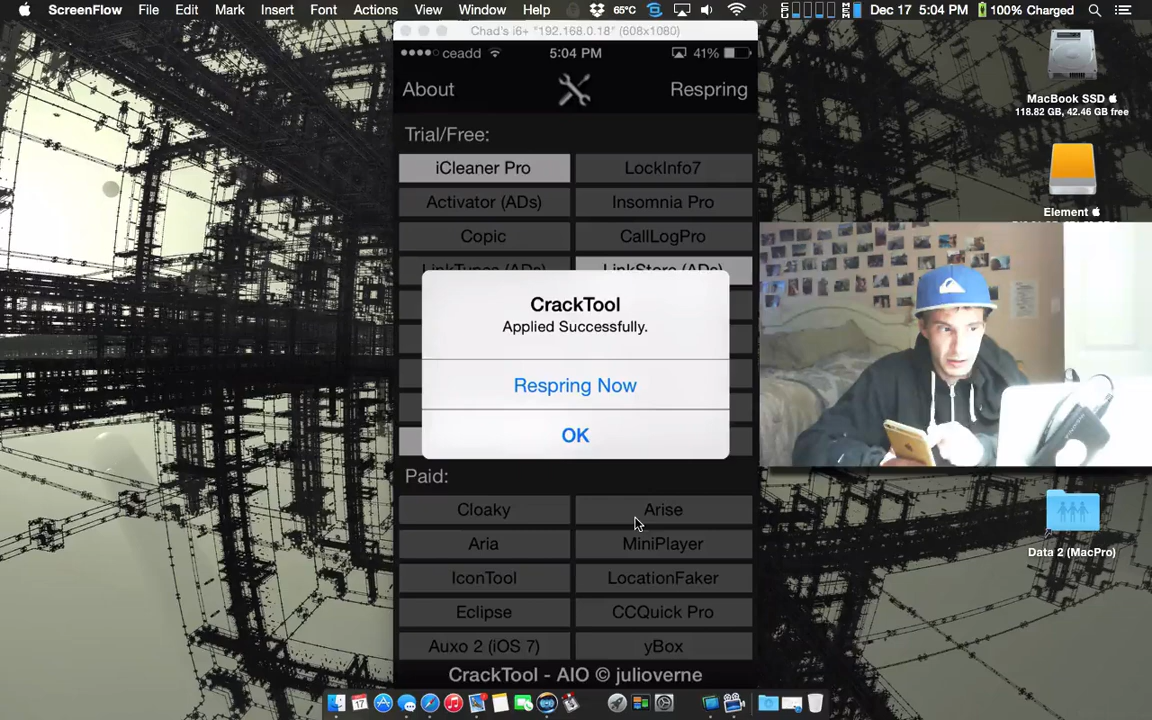 ScreenFlow File Edit Mark Insert Font Actions View Window Help 65°C Dec 17 5:04 PM 100% Charged
Chad's i6+ "192.168.0.18" (608x1080)
ceadd 5:04 PM 41%
About Respring
Trial/Free:
iCleaner Pro LockInfo7
Activator (ADs) Insomnia Pro
Copic CallLogPro
LinkTunes (ADs) LinkStore (ADs)
CrackTool
Applied Successfully.
Respring Now
OK
Paid:
Cloaky Arise
Aria MiniPlayer
IconTool LocationFaker
Eclipse CCQuick Pro
Auxo 2 (iOS 7) yBox
CrackTool - AIO © julioverne
MacBook SSD
118.82 GB, 42.46 GB free
Element
Data 2 (MacPro)